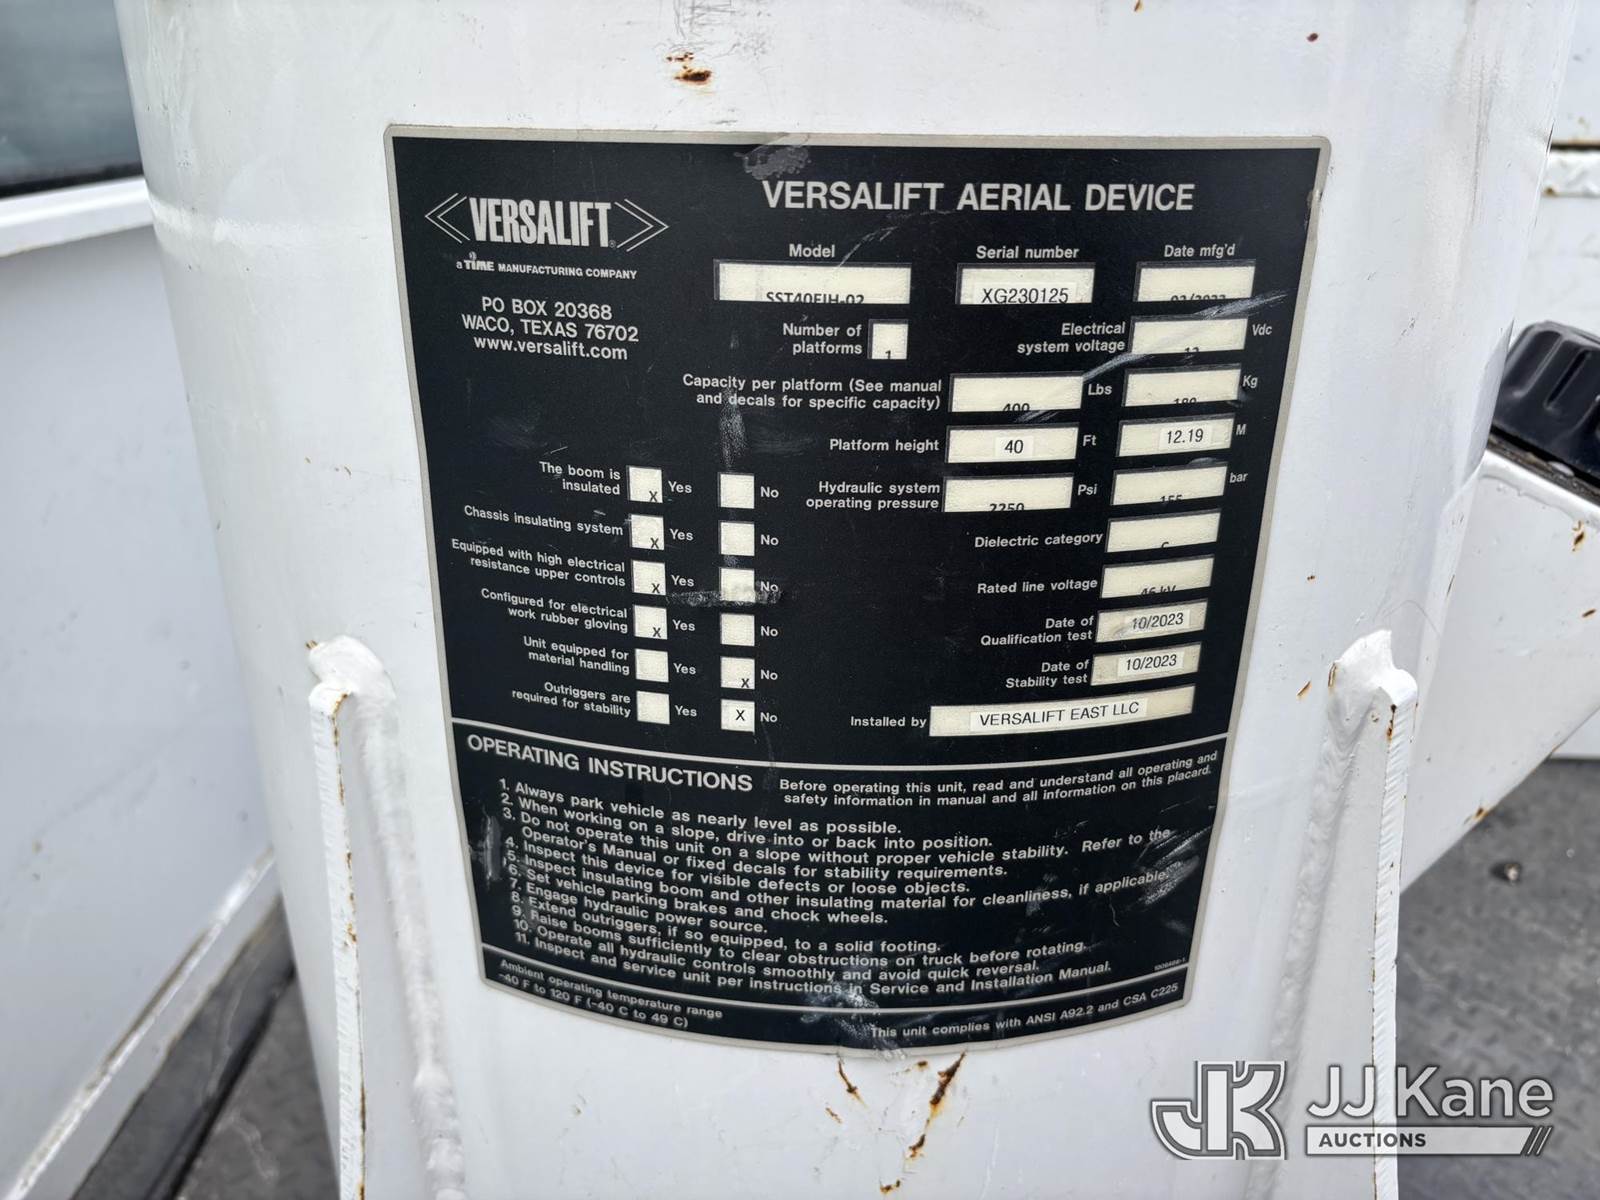 VERSALIFT
a TIME MANUFACTURING COMPANY
PO BOX 20368
WACO, TEXAS 76702
www.versalift.com
VERSALIFT AERIAL DEVICE
Model
Serial number
XG230125
Date mfg'd
Number of
platforms
1
Electrical
system voltage
12
Vdc
Capacity per platform (See manual
and decals for specific capacity)
400
Lbs
Kg
Platform height
40
Ft
12.19
M
Hydraulic system
operating pressure
2250
Psi
155
bar
Dielectric category
Rated line voltage
46 kV
Date of
Qualification test
10/2023
Date of
Stability test
10/2023
Installed by
VERSALIFT EAST LLC
The boom is
insulated
X Yes
No
Chassis insulating system
X Yes
No
Equipped with high electrical
resistance upper controls
X Yes
No
Configured for electrical
work rubber gloving
X Yes
No
Unit equipped for
material handling
Yes
X No
Outriggers are
required for stability
Yes
X No
OPERATING INSTRUCTIONS
Before operating this unit, read and understand all operating and
safety information in manual and all information on this placard.
1. Always park vehicle as nearly level as possible.
2. When working on a slope, drive into or back into position.
3. Do not operate this unit on a slope without proper vehicle stability. Refer to the
Operator's Manual or fixed decals for stability requirements.
4. Inspect this device for visible defects or loose objects.
5. Inspect insulating boom and other insulating material for cleanliness, if applicable.
6. Set vehicle parking brakes and chock wheels.
7. Engage hydraulic power source.
8. Extend outriggers, if so equipped, to a solid footing.
9. Raise booms sufficiently to clear obstructions on truck before rotating.
10. Operate all hydraulic controls smoothly and avoid quick reversal.
11. Inspect and service unit per instructions in Service and Installation Manual.
Ambient operating temperature range
-40 F to 120 F (-40 C to 49 C)
This unit complies with ANSI A92.2 and CSA C225
JK JJ Kane
AUCTIONS